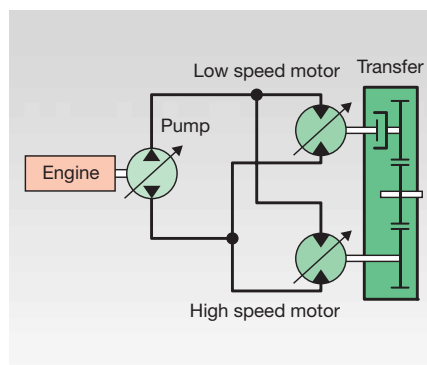 Low speed motor
Transfer
Pump
Engine
High speed motor